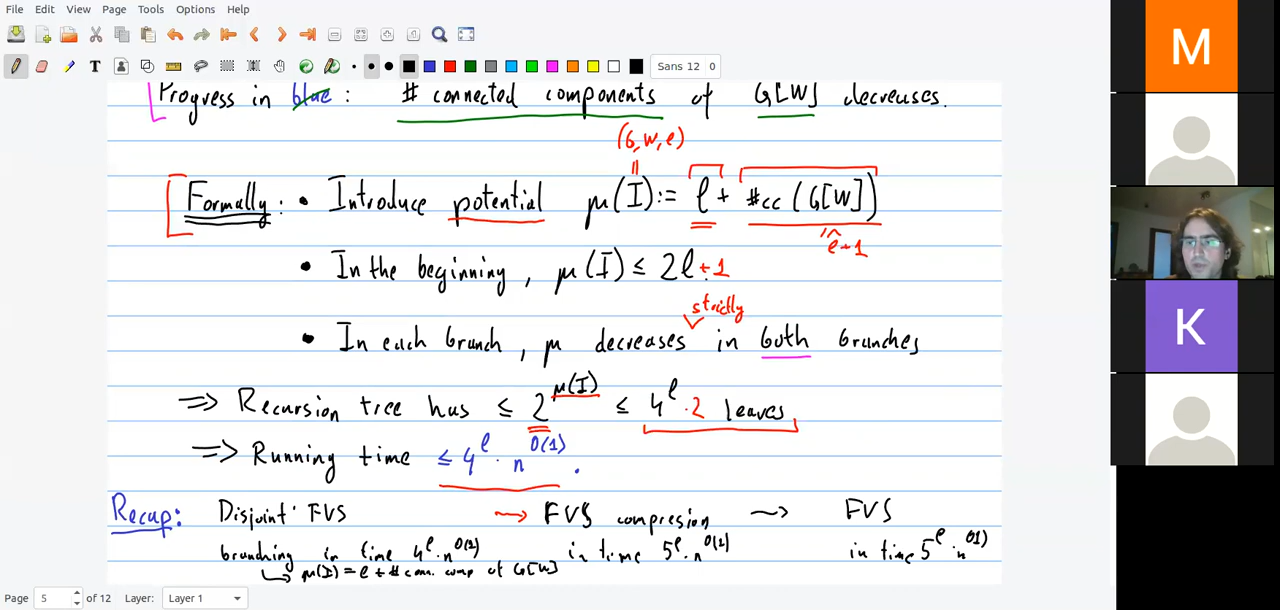 File Edit View Page Tools Options Help
Sans 12 0
Progress in blue : # connected components of G[W] decreases.
(G, W, ℓ)
Formally : • Introduce potential μ(I) := ℓ + #cc (G[W])
ℓ+1
• In the beginning, μ(I) ≤ 2ℓ +1
strictly
• In each branch, μ decreases in both branches
⇒ Recursion tree has ≤ 2^μ(I) ≤ 4^ℓ · 2 leaves
⇒ Running time ≤ 4^ℓ · n^O(1) .
Recap: Disjoint FVS → FVS compresion → FVS
branching in time 4^ℓ · n^O(1) in time 5^ℓ · n^O(1) in time 5^ℓ · n^O(1)
↳ μ(I) = ℓ + # con. comp of G[W]
Page 5 of 12 Layer: Layer 1
M
K